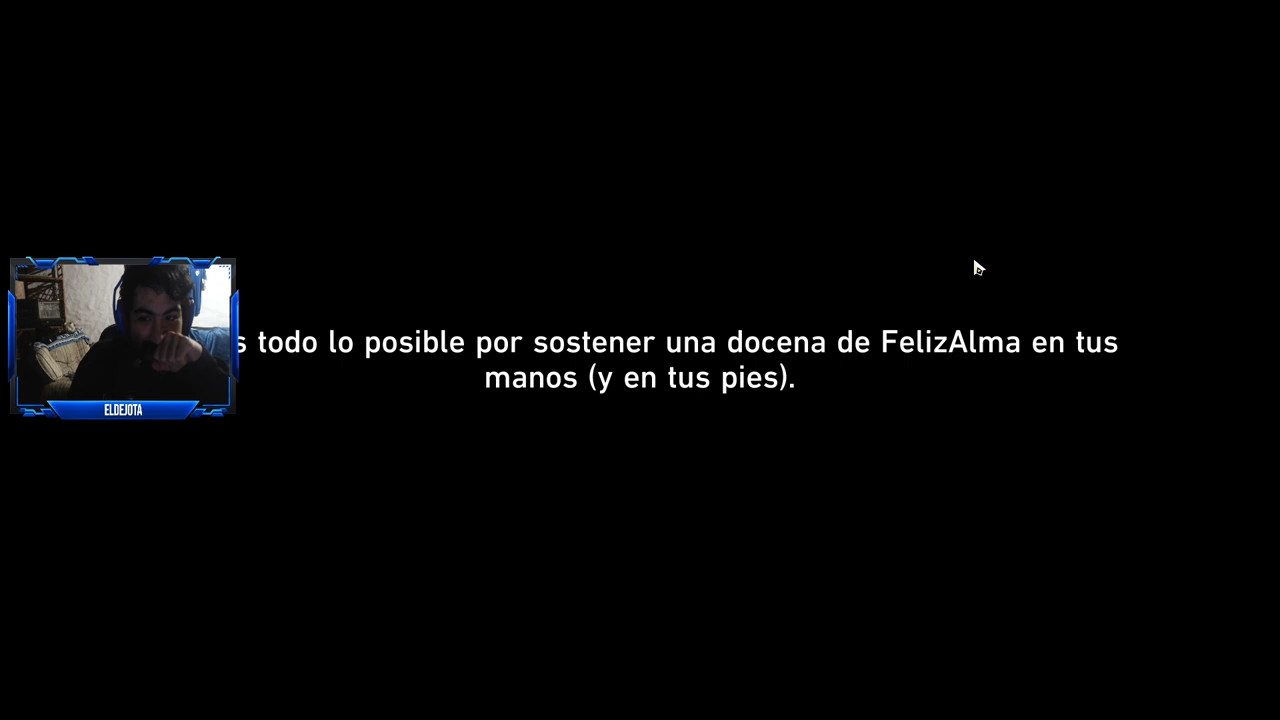 todo lo posible por sostener una docena de FelizAlma en tus
manos (y en tus pies).
ELDEJOTA